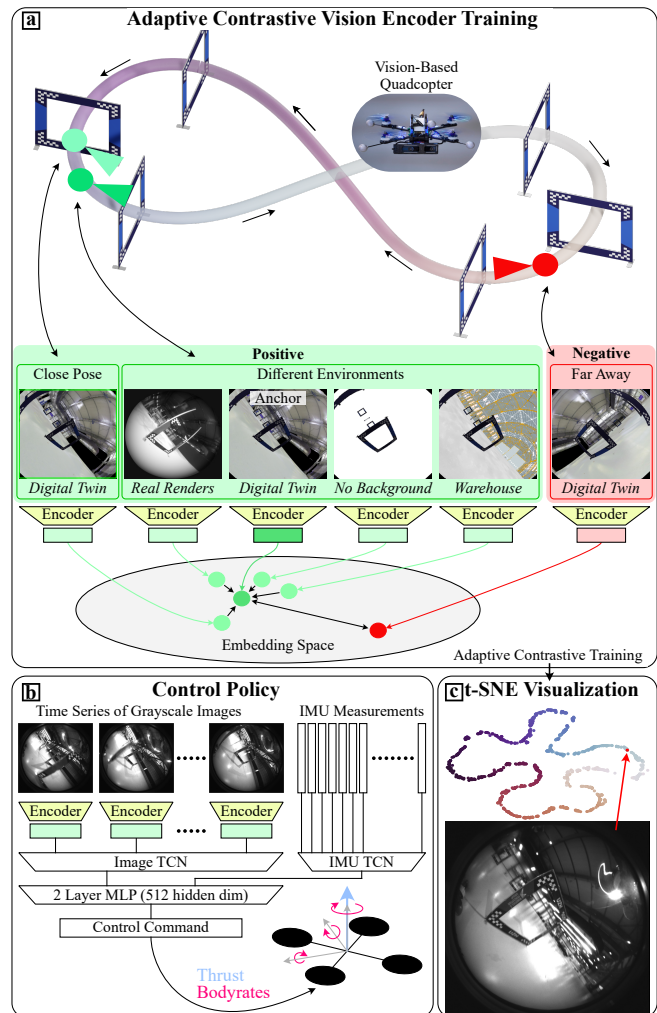 a
Adaptive Contrastive Vision Encoder Training
Vision-Based
Quadcopter
Positive
Negative
Close Pose
Different Environments
Far Away
Anchor
Digital Twin
Real Renders
Digital Twin
No Background
Warehouse
Digital Twin
Encoder
Encoder
Encoder
Encoder
Encoder
Encoder
Embedding Space
Adaptive Contrastive Training
b
Control Policy
Time Series of Grayscale Images
IMU Measurements
Encoder
Encoder
Encoder
Image TCN
IMU TCN
2 Layer MLP (512 hidden dim)
Control Command
Thrust
Bodyrates
c
t-SNE Visualization